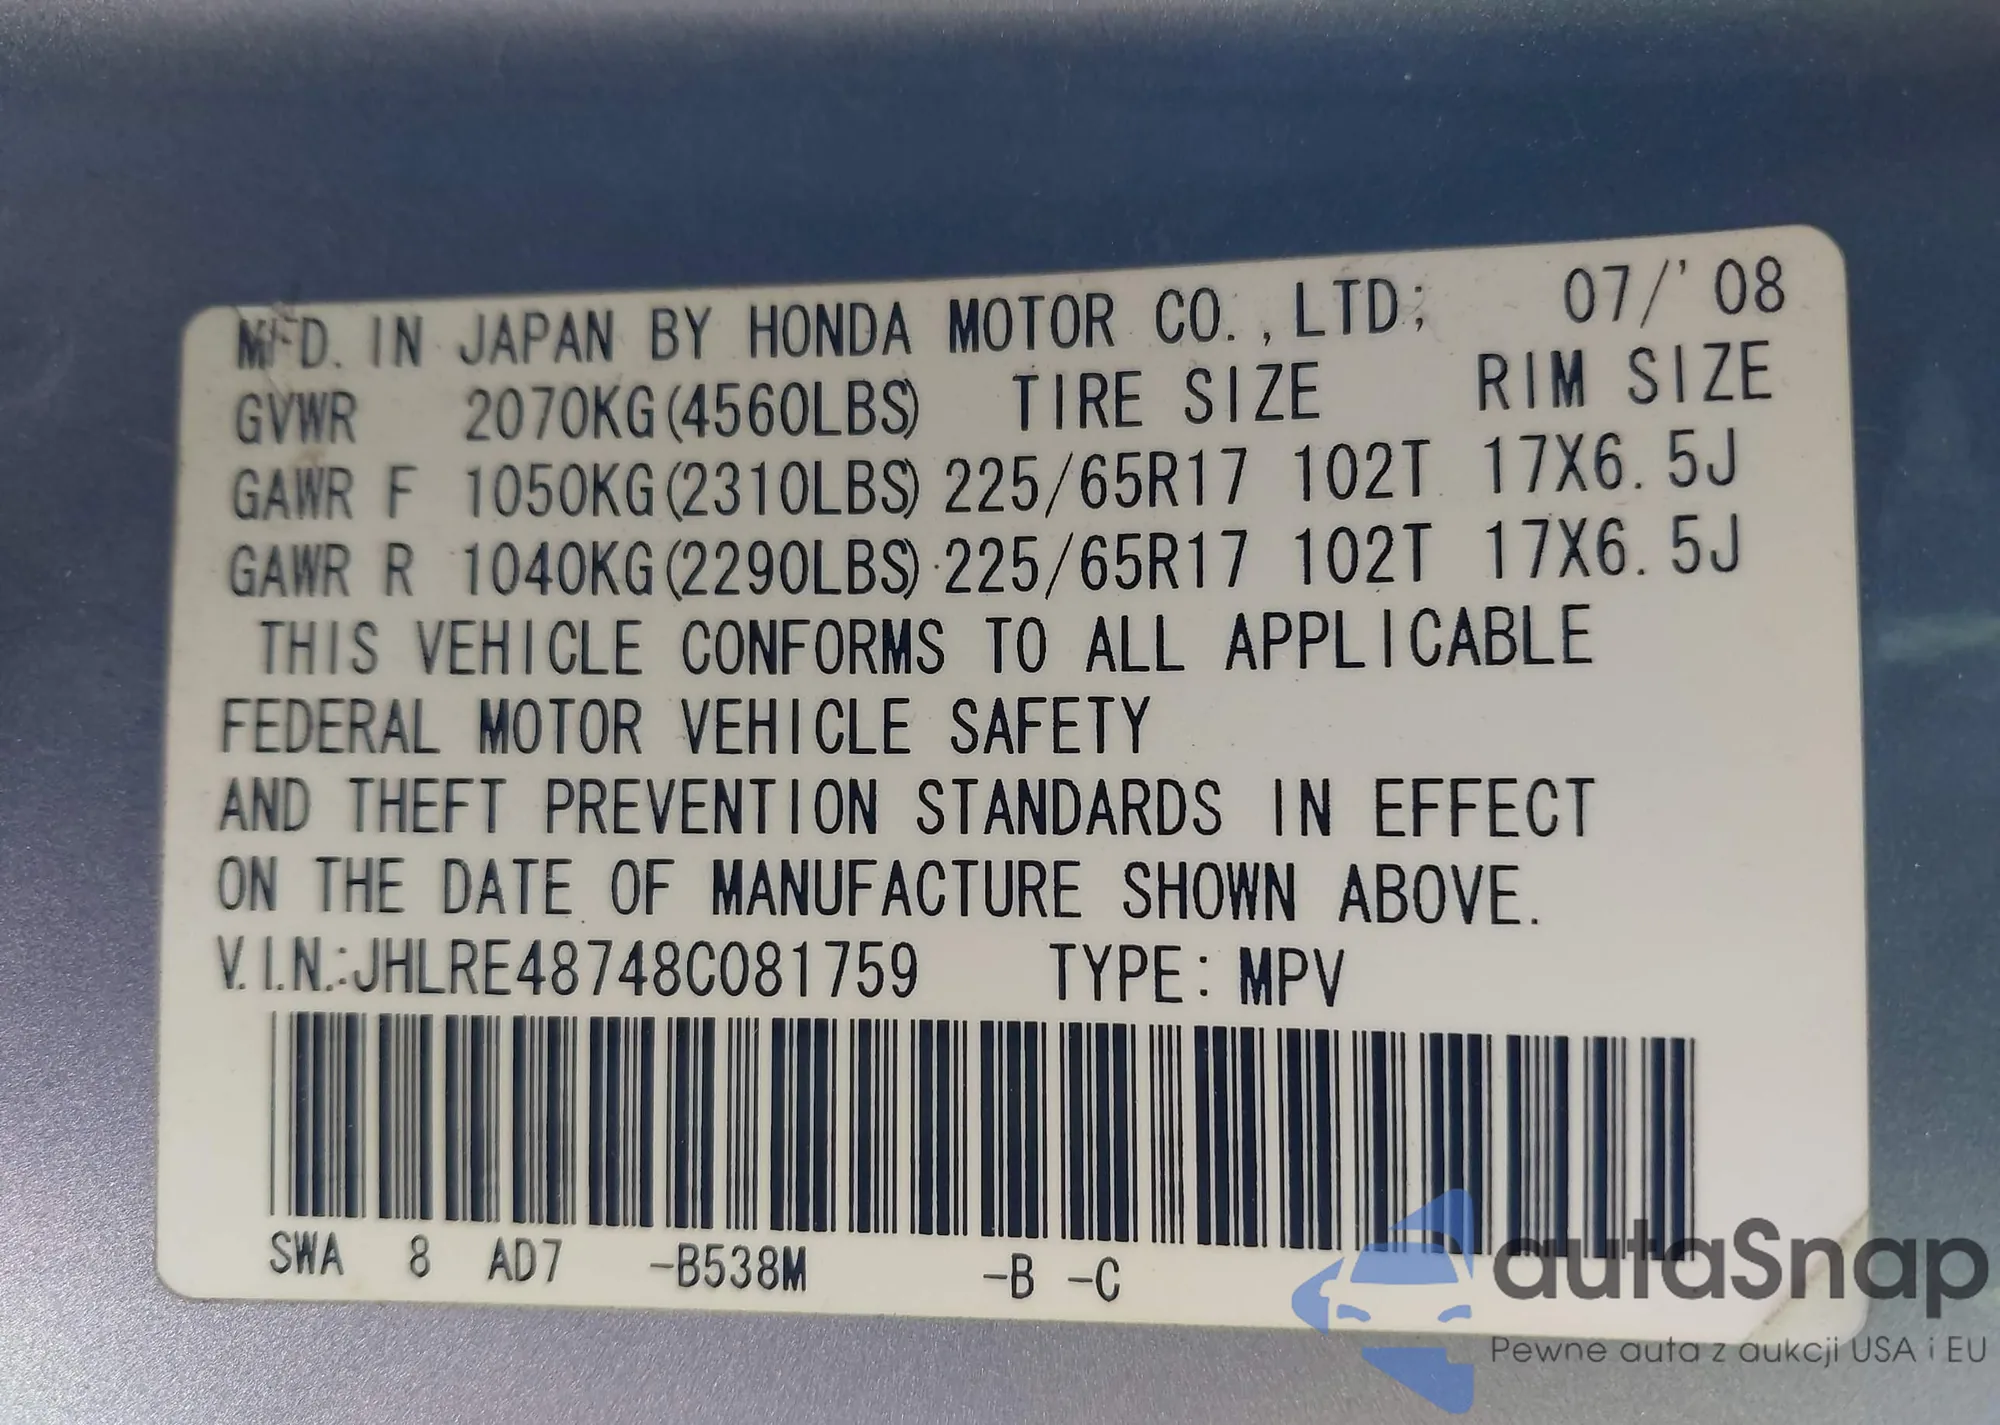 MFD. IN JAPAN BY HONDA MOTOR CO., LTD; 07/'08
GVWR 2070KG(4560LBS) TIRE SIZE RIM SIZE
GAWR F 1050KG(2310LBS) 225/65R17 102T 17X6.5J
GAWR R 1040KG(2290LBS) 225/65R17 102T 17X6.5J
THIS VEHICLE CONFORMS TO ALL APPLICABLE
FEDERAL MOTOR VEHICLE SAFETY
AND THEFT PREVENTION STANDARDS IN EFFECT
ON THE DATE OF MANUFACTURE SHOWN ABOVE.
V.I.N.:JHLRE48748C081759 TYPE: MPV
SWA 8 AD7 -B538M -B -C
autaSnap
Pewne auta z aukcji USA i EU